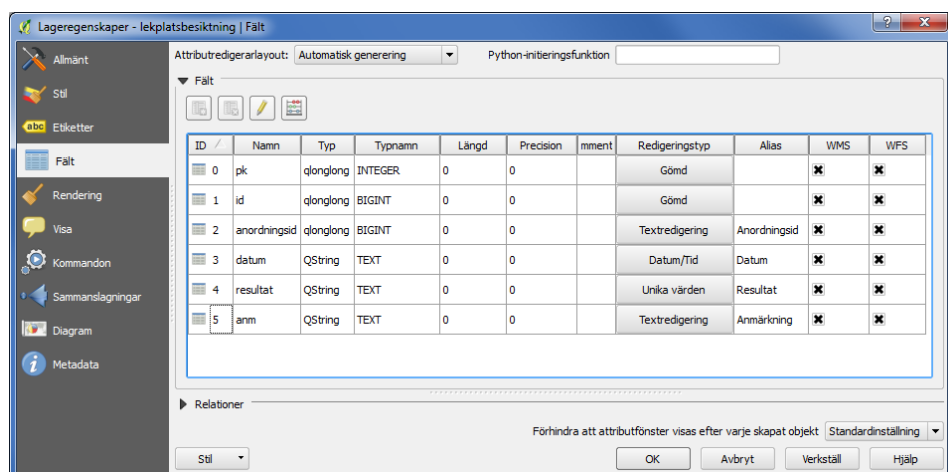 Lageregenskaper - lekplatsbesiktning | Fält
Allmänt
Stil
abc Etiketter
Fält
Rendering
Visa
Kommandon
Sammanslagningar
Diagram
Metadata
Attributredigerarlayout: Automatisk generering Python-initieringsfunktion
Fält
ID Namn Typ Typnamn Längd Precision mment Redigeringstyp Alias WMS WFS
0 pk qlonglong INTEGER 0 0 Gömd
1 id qlonglong BIGINT 0 0 Gömd
2 anordningsid qlonglong BIGINT 0 0 Textredigering Anordningsid
3 datum QString TEXT 0 0 Datum/Tid Datum
4 resultat QString TEXT 0 0 Unika värden Resultat
5 anm QString TEXT 0 0 Textredigering Anmärkning
Relationer
Förhindra att attributfönster visas efter varje skapat objekt Standardinställning
Stil OK Avbryt Verkställ Hjälp